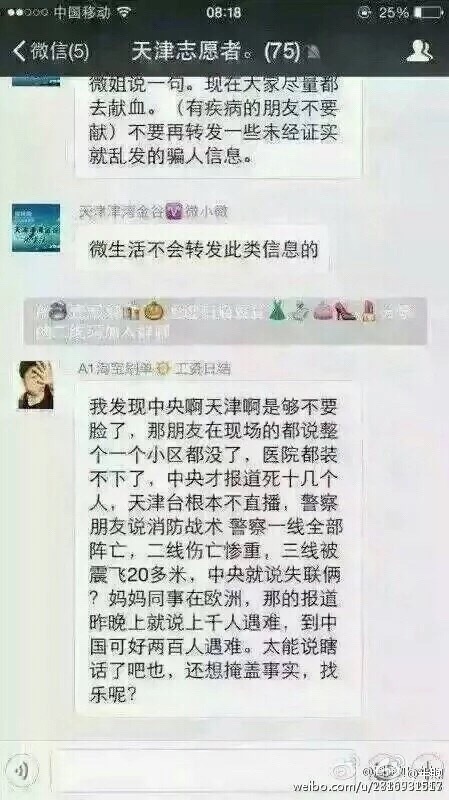 中国移动 08:18 25%
微信(5) 天津志愿者。(75)
微姐说一句。现在大家尽量都
去献血。（有疾病的朋友不要
献）不要再转发一些未经证实
就乱发的骗人信息。
天津津湾金谷 微小微
微生活不会转发此类信息的
A1淘宝刷单 工资日结
我发现中央啊天津啊是够不要
脸了，那朋友在现场的都说整
个一个小区都没了，医院都装
不下了，中央才报道死十几个
人，天津台根本不直播，警察
朋友说消防战术 警察一线全部
阵亡，二线伤亡惨重，三线被
震飞20多米，中央就说失联俩
？妈妈同事在欧洲，那的报道
昨晚上就说上千人遇难，到中
国可好两百人遇难。太能说瞎
话了吧也，还想掩盖事实，找
乐呢？